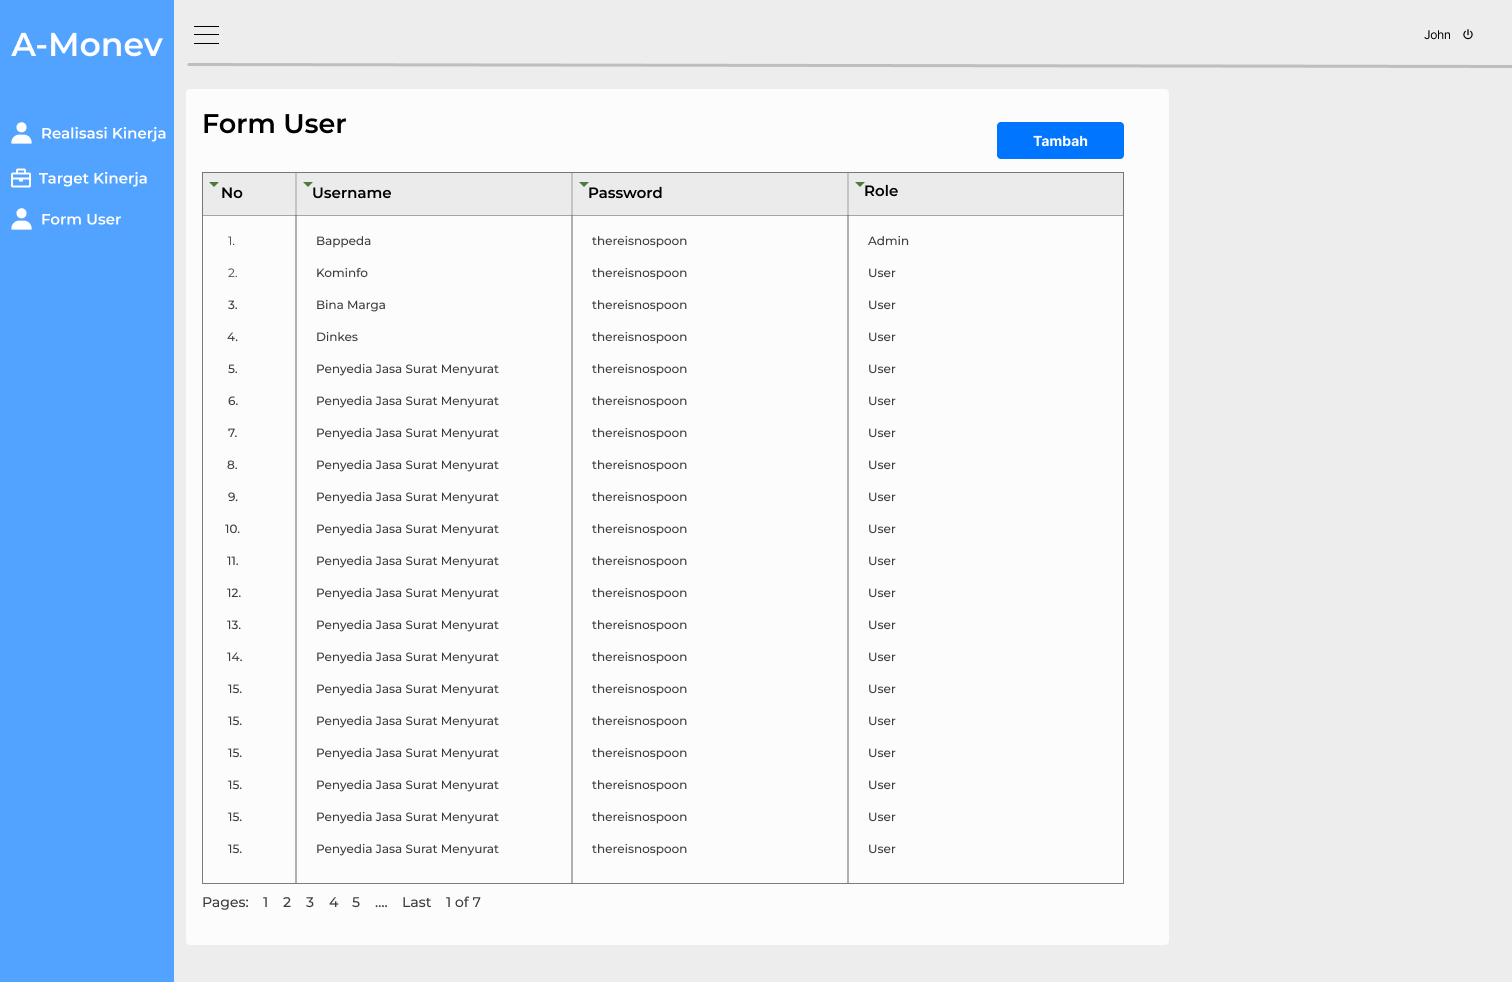 A-Monev
John
Realisasi Kinerja
Target Kinerja
Form User
Form User
Tambah
No Username Password Role
1. Bappeda thereisnospoon Admin
2. Kominfo thereisnospoon User
3. Bina Marga thereisnospoon User
4. Dinkes thereisnospoon User
5. Penyedia Jasa Surat Menyurat thereisnospoon User
6. Penyedia Jasa Surat Menyurat thereisnospoon User
7. Penyedia Jasa Surat Menyurat thereisnospoon User
8. Penyedia Jasa Surat Menyurat thereisnospoon User
9. Penyedia Jasa Surat Menyurat thereisnospoon User
10. Penyedia Jasa Surat Menyurat thereisnospoon User
11. Penyedia Jasa Surat Menyurat thereisnospoon User
12. Penyedia Jasa Surat Menyurat thereisnospoon User
13. Penyedia Jasa Surat Menyurat thereisnospoon User
14. Penyedia Jasa Surat Menyurat thereisnospoon User
15. Penyedia Jasa Surat Menyurat thereisnospoon User
15. Penyedia Jasa Surat Menyurat thereisnospoon User
15. Penyedia Jasa Surat Menyurat thereisnospoon User
15. Penyedia Jasa Surat Menyurat thereisnospoon User
15. Penyedia Jasa Surat Menyurat thereisnospoon User
15. Penyedia Jasa Surat Menyurat thereisnospoon User
Pages: 1 2 3 4 5 .... Last 1 of 7